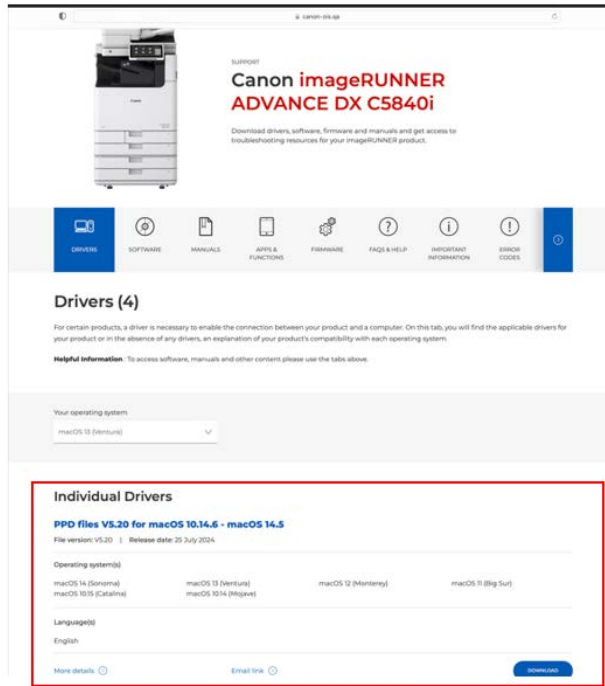 canon-ois.qa
SUPPORT
Canon imageRUNNER
ADVANCE DX C5840i
Download drivers, software, firmware and manuals and get access to
troubleshooting resources for your imageRUNNER product.
Canon
DRIVERS
SOFTWARE
MANUALS
APPS &
FUNCTIONS
FIRMWARE
FAQS & HELP
IMPORTANT
INFORMATION
ERROR
CODES
Drivers (4)
For certain products, a driver is necessary to enable the connection between your product and a computer. On this tab, you will find the applicable drivers for
your product or in the absence of any drivers, an explanation of your product's compatibility with each operating system.
Helpful Information : To access software, manuals and other content please use the tabs above.
Your operating system
macOS 13 (Ventura)
Individual Drivers
PPD files V5.20 for macOS 10.14.6 - macOS 14.5
File version: V5.20 | Release date: 25 July 2024
Operating system(s)
macOS 14 (Sonoma) macOS 13 (Ventura) macOS 12 (Monterey) macOS 11 (Big Sur)
macOS 10.15 (Catalina) macOS 10.14 (Mojave)
Language(s)
English
More details Email link DOWNLOAD